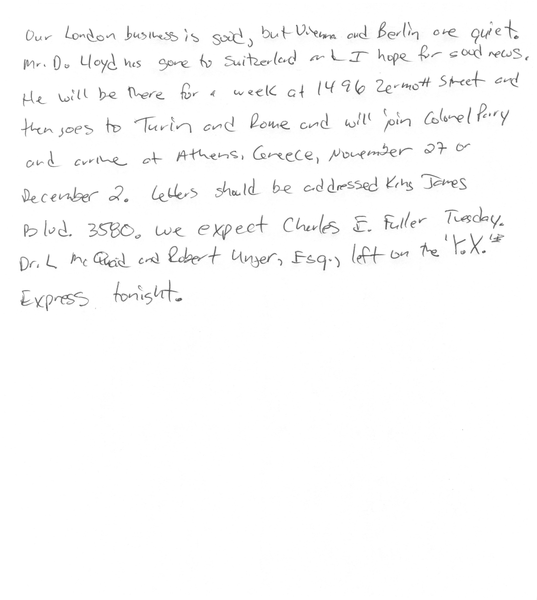 Our London business is good, but Vienna and Berlin are quiet.
Mr. D. Lloyd has gone to Switzerland and I hope for good news.
He will be there for a week at 1496 Zermott Street and
then goes to Turin and Rome and will join Colonel Parry
and arrive at Athens, Greece, November 27 or
December 2. Letters should be addressed King James
Blvd. 3580. We expect Charles E. Fuller Tuesday.
Dr. L McQuaid and Robert Unger, Esq., left on the 'Y.X.'
Express tonight.